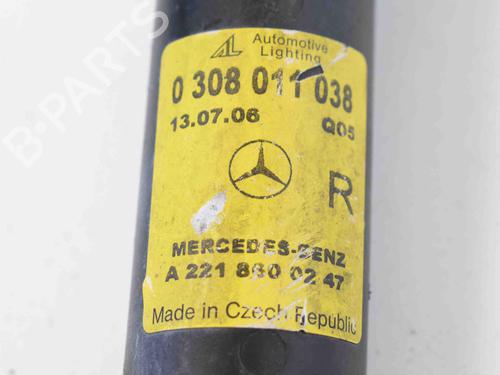 AL Automotive
Lighting
0 308 011 038
13.07.06 Q05
R
MERCEDES-BENZ
A 221 860 02 47
Made in Czech Republic
B-PARTS